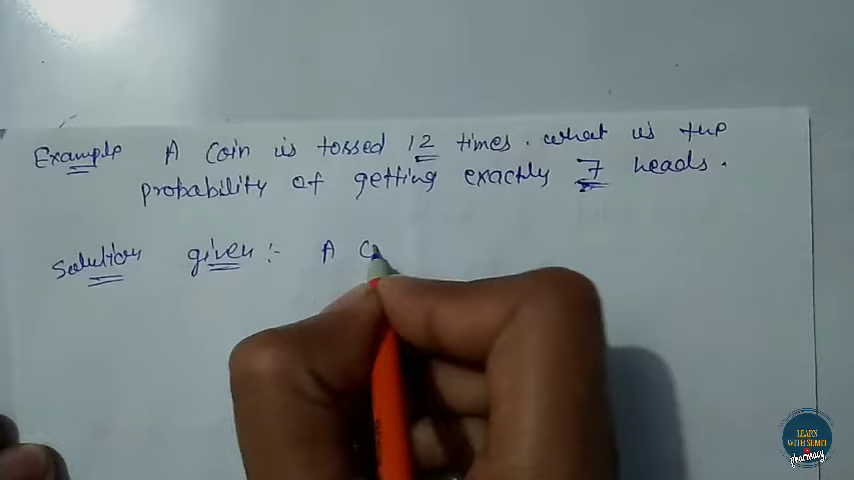 Example A Coin is tossed 12 times. what is the
probability of getting exactly 7 heads.
Solution given :- A C
LEARN
WITH SUMIT
pharmacy